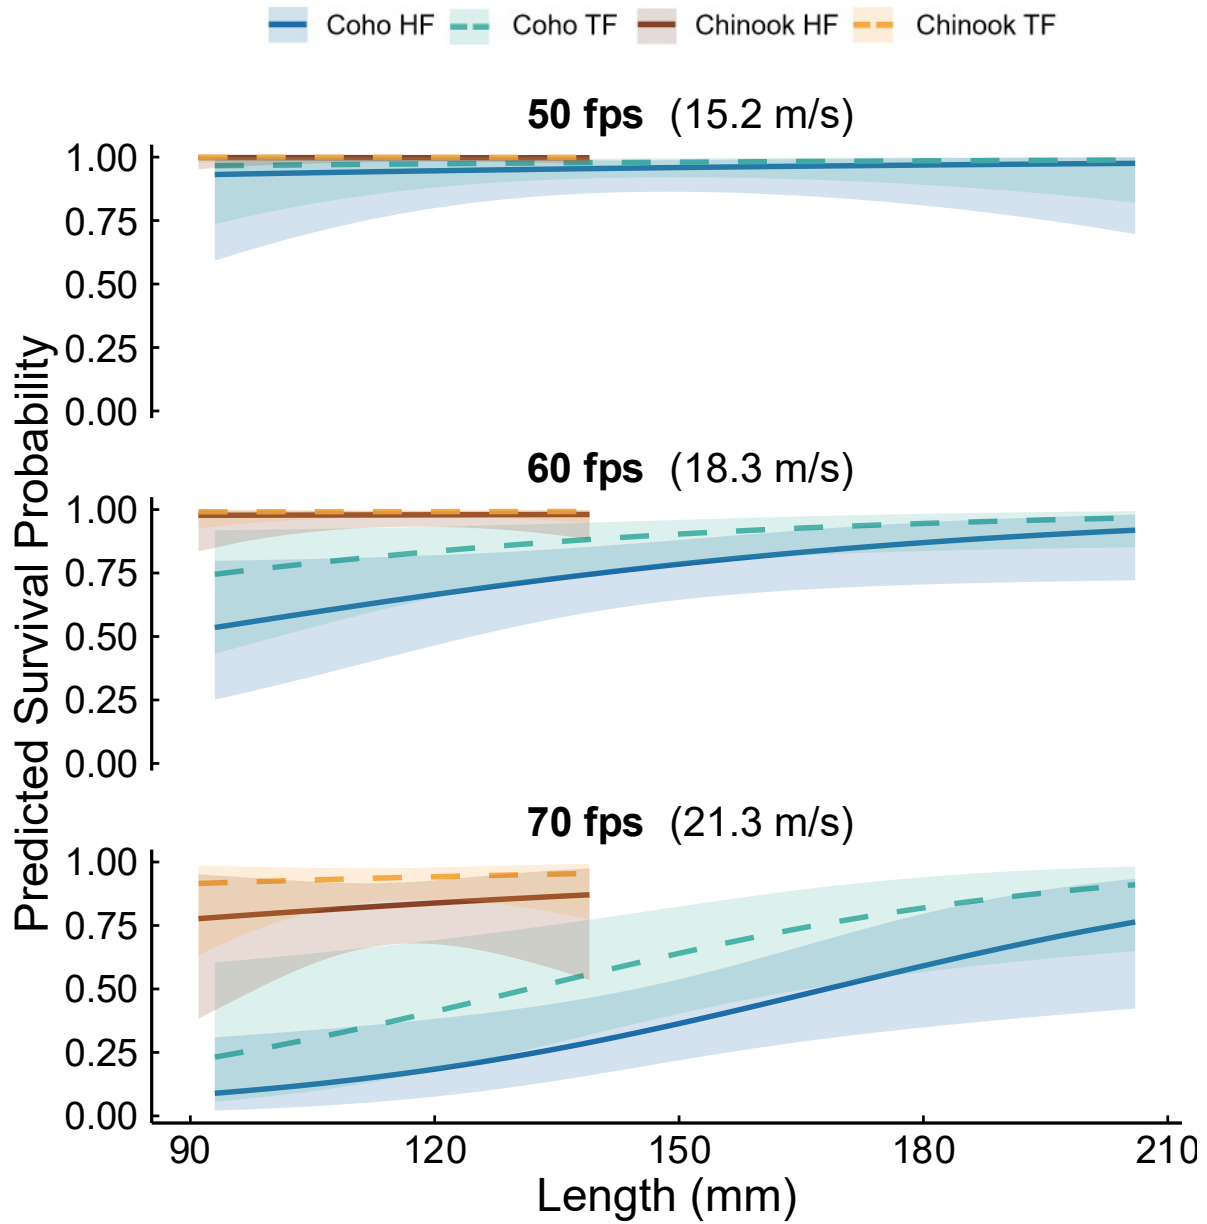 Coho HF Coho TF Chinook HF Chinook TF
50 fps (15.2 m/s)
1.00
0.75
0.50
0.25
0.00
60 fps (18.3 m/s)
1.00
0.75
0.50
0.25
0.00
70 fps (21.3 m/s)
1.00
0.75
0.50
0.25
0.00
Predicted Survival Probability
90 120 150 180 210
Length (mm)